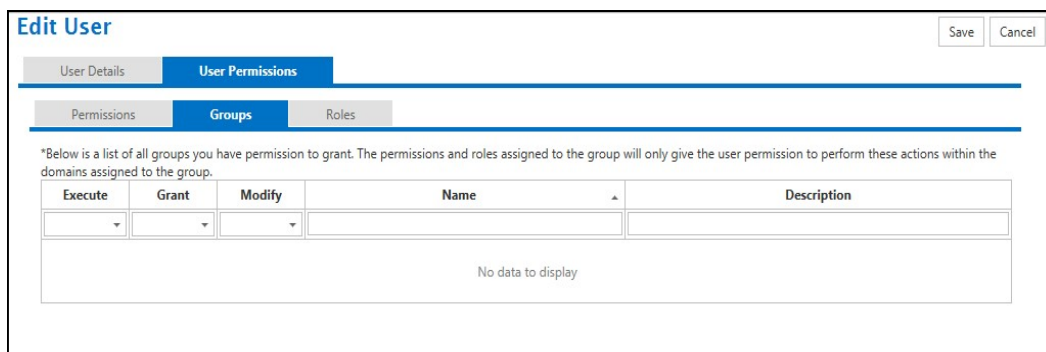 Edit User
Save Cancel
User Details User Permissions
Permissions Groups Roles
*Below is a list of all groups you have permission to grant. The permissions and roles assigned to the group will only give the user permission to perform these actions within the
domains assigned to the group.
Execute Grant Modify Name Description
No data to display